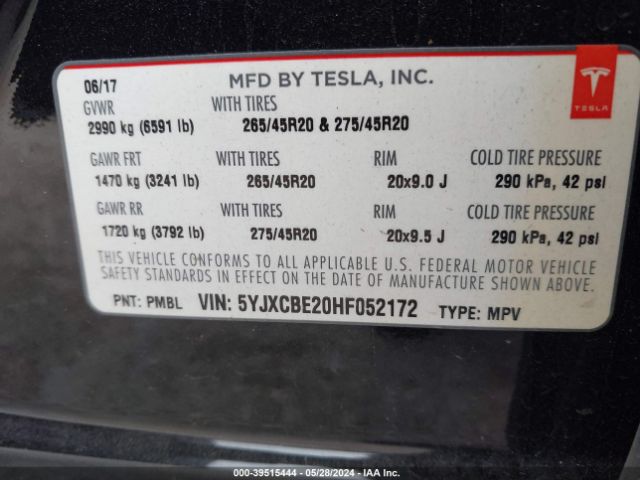 06/17 MFD BY TESLA, INC.
GVWR WITH TIRES
2990 kg (6591 lb) 265/45R20 & 275/45R20
TESLA
GAWR FRT WITH TIRES RIM COLD TIRE PRESSURE
1470 kg (3241 lb) 265/45R20 20x9.0 J 290 kPa, 42 psi
GAWR RR WITH TIRES RIM COLD TIRE PRESSURE
1720 kg (3792 lb) 275/45R20 20x9.5 J 290 kPa, 42 psi
THIS VEHICLE CONFORMS TO ALL APPLICABLE U.S. FEDERAL MOTOR VEHICLE
SAFETY STANDARDS IN EFFECT ON THE DATE OF MANUFACTURE SHOWN ABOVE.
PNT: PMBL VIN: 5YJXCBE20HF052172 TYPE: MPV
000-39515444 - 05/28/2024 - IAA Inc.